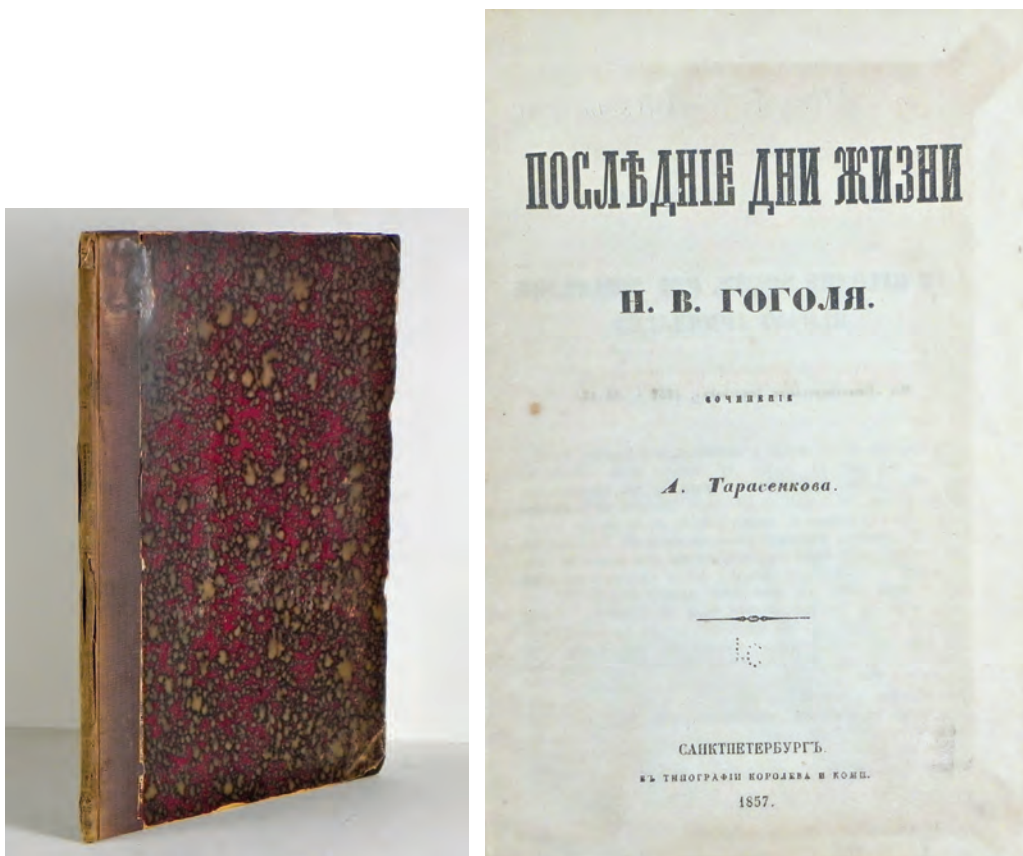 ПОСЛѢДНІЕ ДНИ ЖИЗНИ
Н. В. ГОГОЛЯ.
СОЧИНЕНІЕ
А. Тарасенкова.
САНКТПЕТЕРБУРГЪ.
ВЪ ТИПОГРАФІИ КОРОЛЕВА И КОМП.
1857.